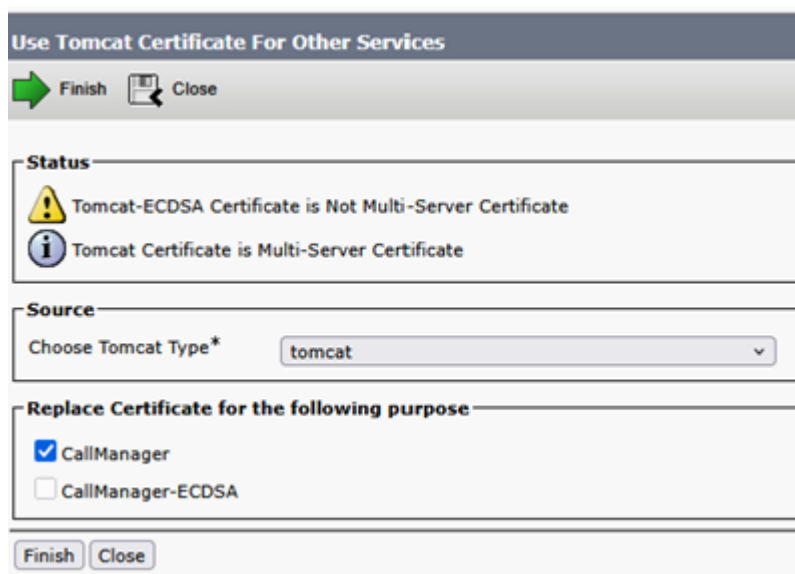 Use Tomcat Certificate For Other Services
Finish Close
Status
Tomcat-ECDSA Certificate is Not Multi-Server Certificate
Tomcat Certificate is Multi-Server Certificate
Source
Choose Tomcat Type* tomcat
Replace Certificate for the following purpose
CallManager
CallManager-ECDSA
Finish Close